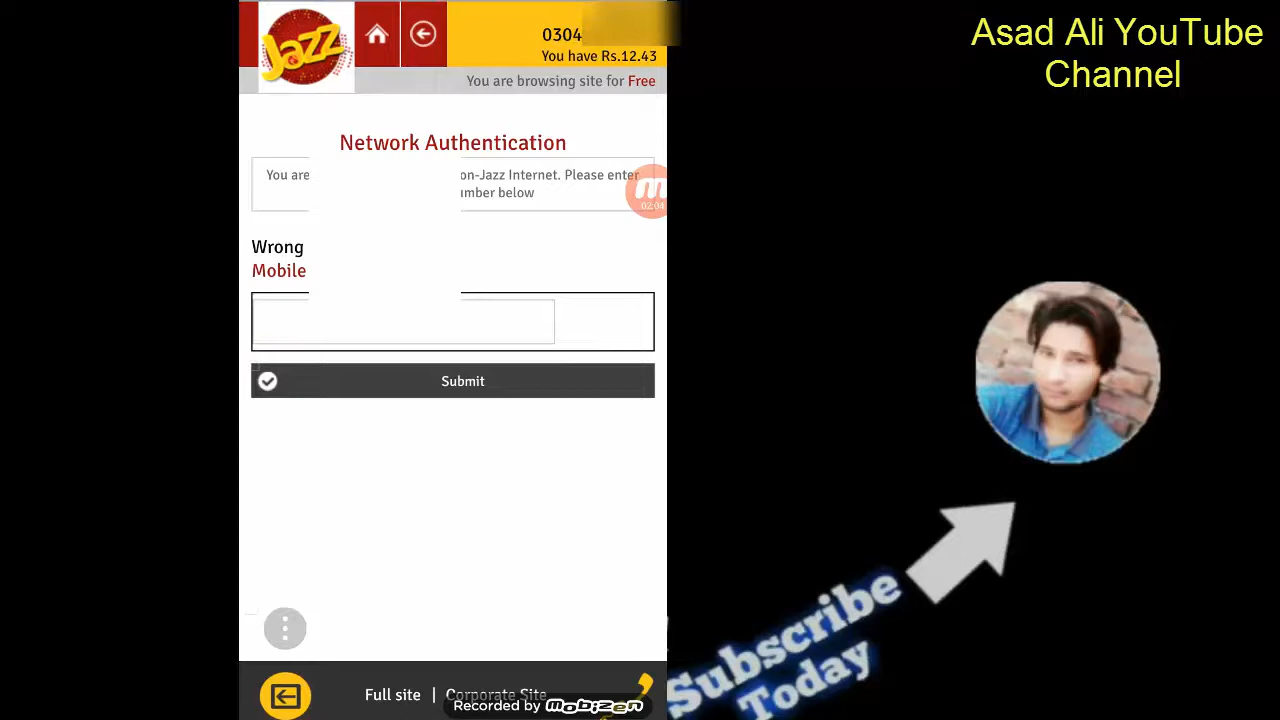 Asad Ali YouTube
Channel
Jazz
0304
You have Rs.12.43
You are browsing site for Free
Network Authentication
You are on-Jazz Internet. Please enter
umber below
02:04
Wrong
Mobile
Submit
Full site | Corporate Site
Recorded by mobizen
Subscribe
Today